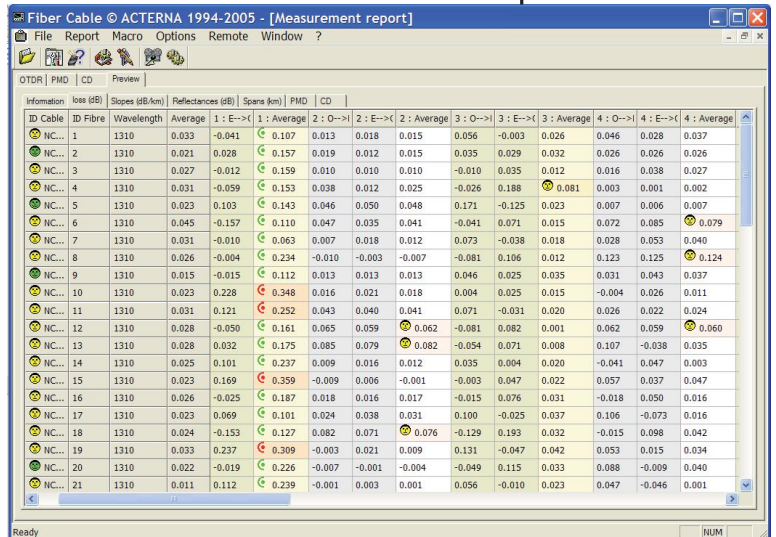 Fiber Cable © ACTERNA 1994-2005 - [Measurement report]
File Report Macro Options Remote Window ?
OTDR PMD CD Preview
Information loss (dB) Slopes (dB/km) Reflectances (dB) Spans (km) PMD CD
ID Cable ID Fibre Wavelength Average 1 : E-->( 1 : Average 2 : O-->I 2 : E-->( 2 : Average 3 : O-->I 3 : E-->( 3 : Average 4 : O-->I 4 : E-->( 4 : Average
NC... 1 1310 0.033 -0.041 0.107 0.013 0.018 0.015 0.056 -0.003 0.026 0.046 0.028 0.037
NC... 2 1310 0.021 0.028 0.157 0.019 0.012 0.015 0.035 0.029 0.032 0.026 0.026 0.026
NC... 3 1310 0.027 -0.012 0.159 0.010 0.010 0.010 -0.010 0.035 0.012 0.016 0.038 0.027
NC... 4 1310 0.031 -0.059 0.153 0.038 0.012 0.025 -0.026 0.188 0.081 0.003 0.001 0.002
NC... 5 1310 0.023 0.103 0.143 0.046 0.050 0.048 0.171 -0.125 0.023 0.007 0.006 0.007
NC... 6 1310 0.045 -0.157 0.110 0.047 0.035 0.041 -0.041 0.071 0.015 0.072 0.085 0.079
NC... 7 1310 0.031 -0.010 0.063 0.007 0.018 0.012 0.073 -0.038 0.018 0.028 0.053 0.040
NC... 8 1310 0.026 -0.004 0.234 -0.010 -0.003 -0.007 -0.081 0.106 0.012 0.123 0.125 0.124
NC... 9 1310 0.015 -0.015 0.112 0.013 0.013 0.013 0.046 0.025 0.035 0.031 0.043 0.037
NC... 10 1310 0.023 0.228 0.348 0.016 0.021 0.018 0.004 0.025 0.015 -0.004 0.026 0.011
NC... 11 1310 0.031 0.121 0.252 0.043 0.040 0.041 0.071 -0.031 0.020 0.026 0.022 0.024
NC... 12 1310 0.028 -0.050 0.161 0.065 0.059 0.062 -0.081 0.082 0.001 0.062 0.059 0.060
NC... 13 1310 0.028 0.032 0.175 0.085 0.079 0.082 -0.054 0.071 0.008 0.107 -0.038 0.035
NC... 14 1310 0.025 0.101 0.237 0.009 0.016 0.012 0.035 0.004 0.020 -0.041 0.047 0.003
NC... 15 1310 0.023 0.169 0.359 -0.009 0.006 -0.001 -0.003 0.047 0.022 0.057 0.037 0.047
NC... 16 1310 0.026 -0.025 0.187 0.018 0.016 0.017 -0.015 0.076 0.031 -0.018 0.050 0.016
NC... 17 1310 0.023 0.069 0.101 0.024 0.038 0.031 0.100 -0.025 0.037 0.106 -0.073 0.016
NC... 18 1310 0.024 -0.153 0.127 0.082 0.071 0.076 -0.129 0.193 0.032 -0.015 0.098 0.042
NC... 19 1310 0.033 0.237 0.309 -0.003 0.021 0.009 0.131 -0.047 0.042 0.053 0.015 0.034
NC... 20 1310 0.022 -0.019 0.226 -0.007 -0.001 -0.004 -0.049 0.115 0.033 0.088 -0.009 0.040
NC... 21 1310 0.011 0.112 0.239 -0.001 0.003 0.001 0.056 -0.010 0.023 0.047 -0.046 0.001
Ready NUM